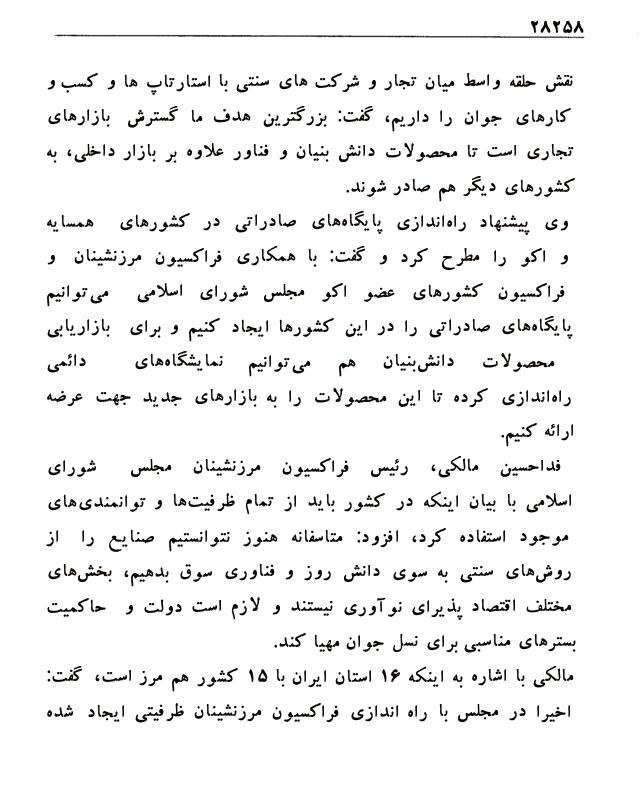 ۲۸۲۵۸
نقش حلقه واسط میان تجار و شرکت های سنتی با استارتاپ ها و کسب و
کارهای جوان را داریم، گفت: بزرگترین هدف ما گسترش بازارهای
تجاری است تا محصولات دانش بنیان و فناور علاوه بر بازار داخلی، به
کشورهای دیگر هم صادر شوند.
وی پیشنهاد راه‌اندازی پایگاه‌های صادراتی در کشورهای همسایه
و اکو را مطرح کرد و گفت: با همکاری فراکسیون مرزنشینان و
فراکسیون کشورهای عضو اکو مجلس شورای اسلامی می‌توانیم
پایگاه‌های صادراتی را در این کشورها ایجاد کنیم و برای بازاریابی
محصولات دانش‌بنیان هم می‌توانیم نمایشگاه‌های دائمی
راه‌اندازی کرده تا این محصولات را به بازارهای جدید جهت عرضه
ارائه کنیم.
فداحسین مالکی، رئیس فراکسیون مرزنشینان مجلس شورای
اسلامی با بیان اینکه در کشور باید از تمام ظرفیت‌ها و توانمندی‌های
موجود استفاده کرد، افزود: متاسفانه هنوز نتوانستیم صنایع را از
روش‌های سنتی به سوی دانش روز و فناوری سوق بدهیم، بخش‌های
مختلف اقتصاد پذیرای نوآوری نیستند و لازم است دولت و حاکمیت
بسترهای مناسبی برای نسل جوان مهیا کند.
مالکی با اشاره به اینکه ۱۶ استان ایران با ۱۵ کشور هم مرز است، گفت:
اخیرا در مجلس با راه اندازی فراکسیون مرزنشینان ظرفیتی ایجاد شده